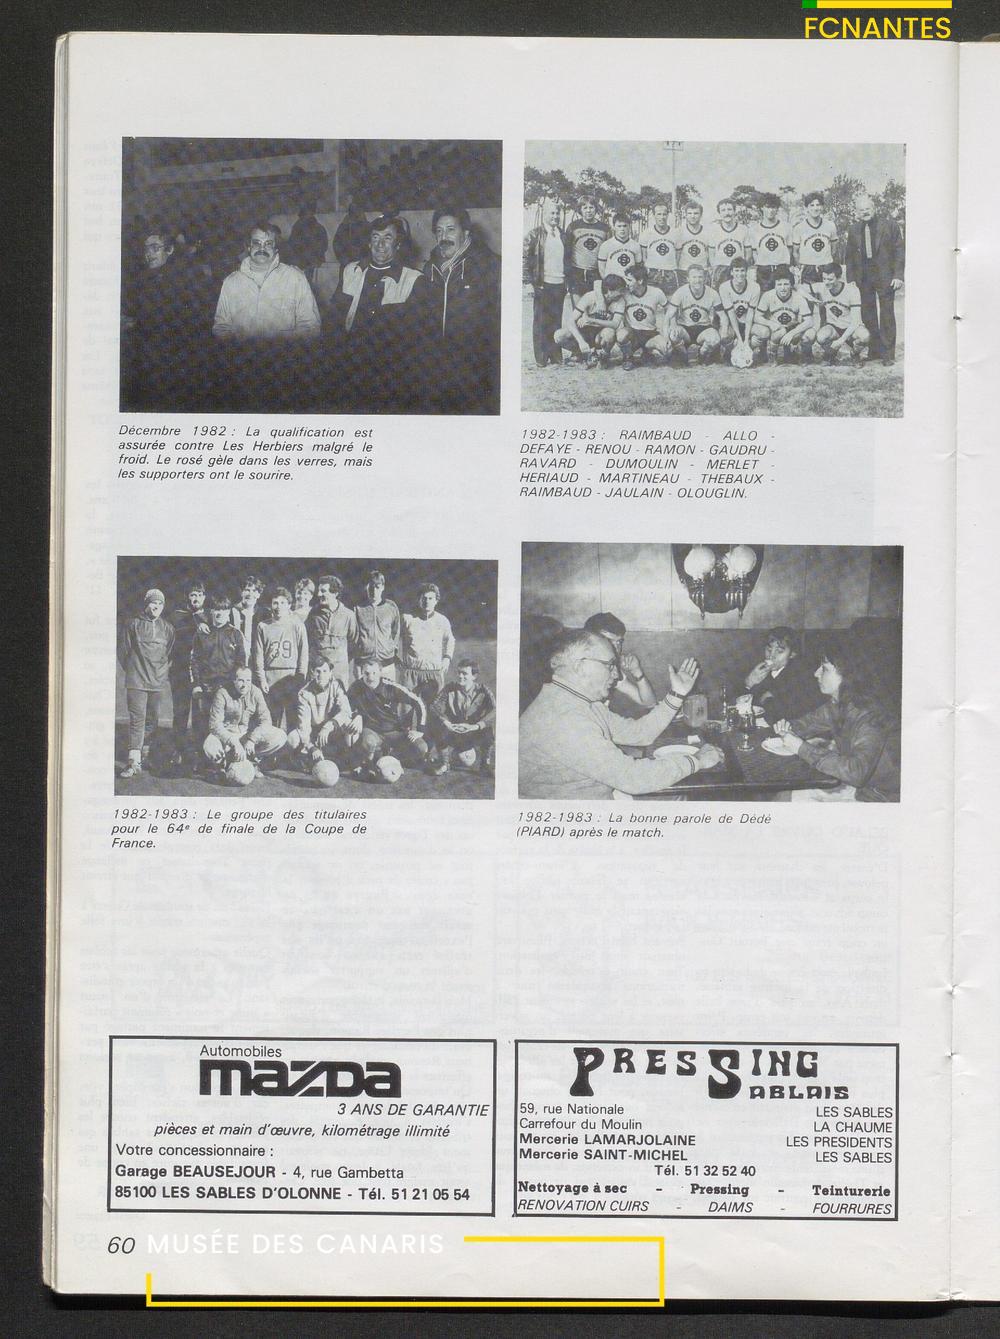 FCNANTES
Décembre 1982 : La qualification est
assurée contre Les Herbiers malgré le
froid. Le rosé gèle dans les verres, mais
les supporters ont le sourire.
1982-1983 : RAIMBAUD - ALLO -
DEFAYE - RENOU - RAMON - GAUDRU -
RAVARD - DUMOULIN - MERLET -
HERIAUD - MARTINEAU - THEBAUX -
RAIMBAUD - JAULAIN - OLOUGLIN.
39
1982-1983 : Le groupe des titulaires
pour le 64e de finale de la Coupe de
France.
1982-1983 : La bonne parole de Dédé
(PIARD) après le match.
Automobiles
mazda
3 ANS DE GARANTIE
pièces et main d'œuvre, kilométrage illimité
Votre concessionnaire :
Garage BEAUSEJOUR - 4, rue Gambetta
85100 LES SABLES D'OLONNE - Tél. 51 21 05 54
PRESSING
SABLAIS
59, rue Nationale LES SABLES
Carrefour du Moulin LA CHAUME
Mercerie LAMARJOLAINE LES PRESIDENTS
Mercerie SAINT-MICHEL LES SABLES
Tél. 51 32 52 40
Nettoyage à sec - Pressing - Teinturerie
RENOVATION CUIRS - DAIMS - FOURRURES
60 MUSÉE DES CANARIS